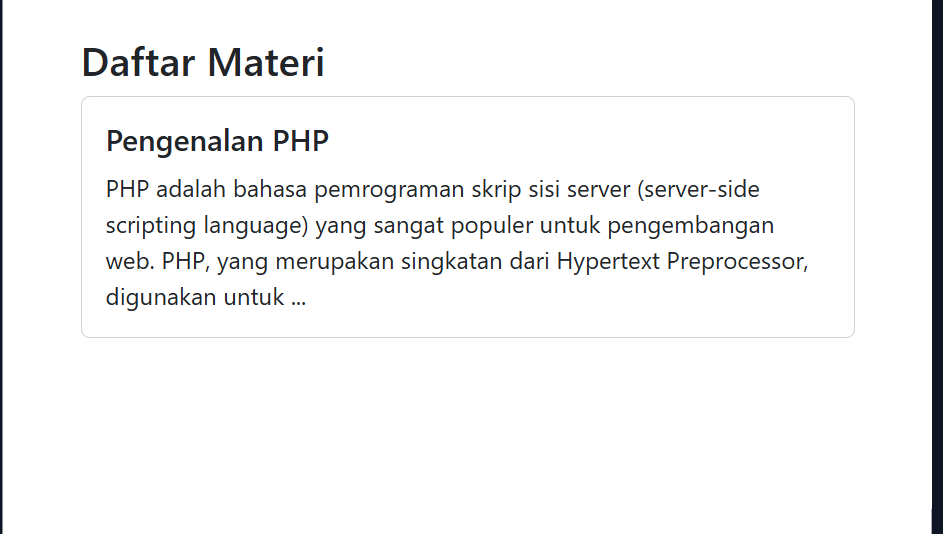 Daftar Materi
Pengenalan PHP
PHP adalah bahasa pemrograman skrip sisi server (server-side
scripting language) yang sangat populer untuk pengembangan
web. PHP, yang merupakan singkatan dari Hypertext Preprocessor,
digunakan untuk ...